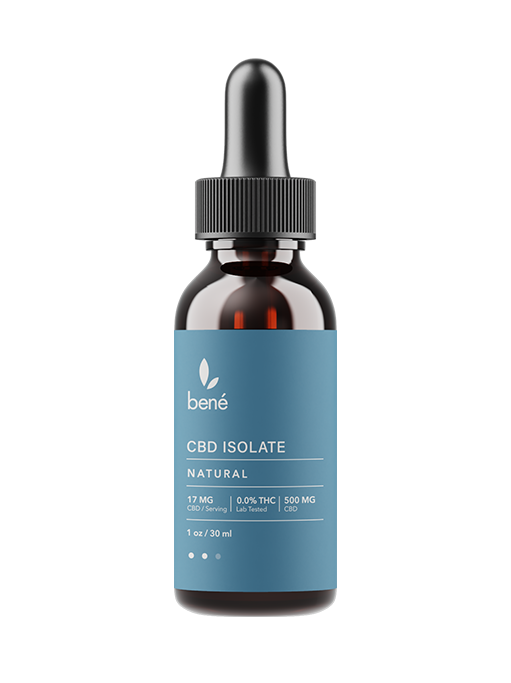 bené
CBD ISOLATE
NATURAL
17 MG 0.0% THC 500 MG
CBD / Serving Lab Tested CBD
1 oz / 30 ml